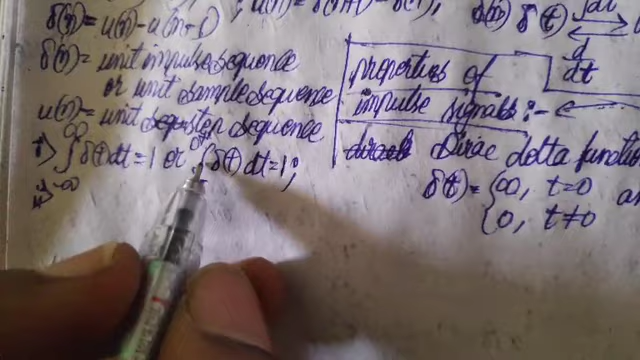 δ(n) = u(n) - u(n-1)
δ(n) = unit impulse sequence
or unit sample sequence
u(n) = unit step sequence
∫δ(t)dt = 1 or ∫δ(t)dt = 1;
∞
-∞
δ(t)
d
dt
properties of
impulse signals :-
Dirac delta function
δ(t) = {∞, t=0
{0, t≠0